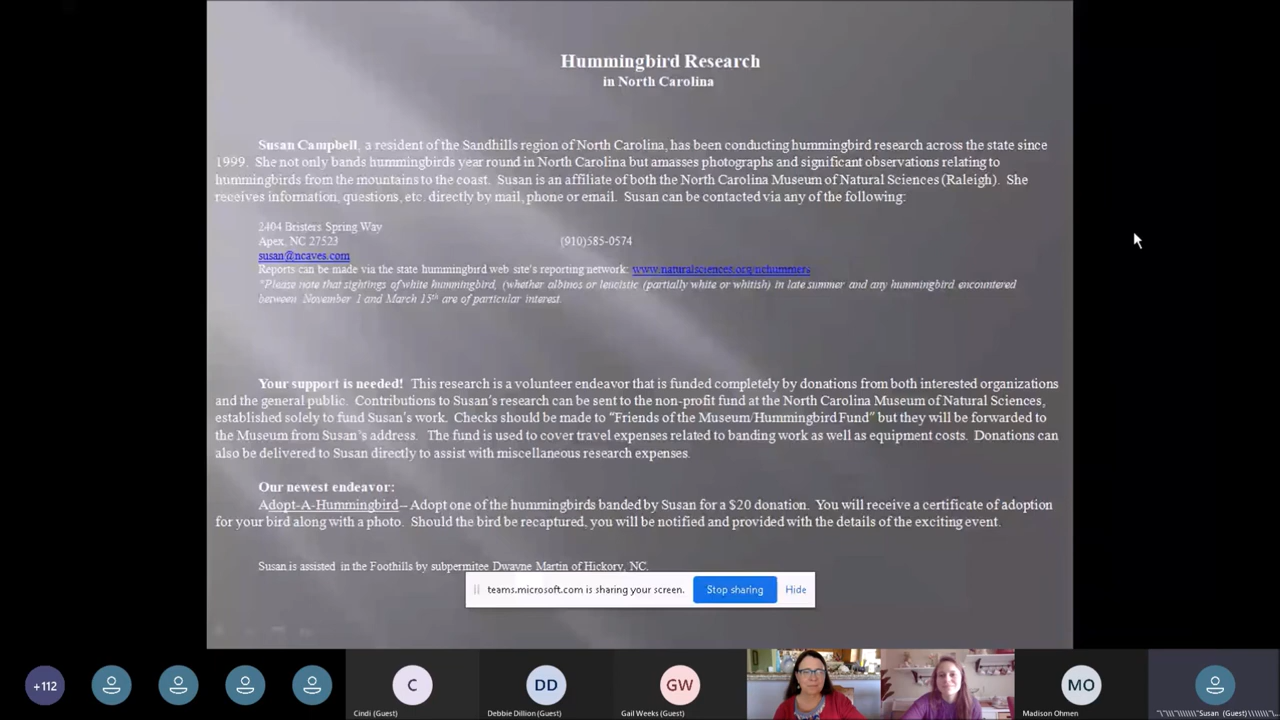 Hummingbird Research
in North Carolina
Susan Campbell, a resident of the Sandhills region of North Carolina, has been conducting hummingbird research across the state since
1999. She not only bands hummingbirds year round in North Carolina but amasses photographs and significant observations relating to
hummingbirds from the mountains to the coast. Susan is an affiliate of both the North Carolina Museum of Natural Sciences (Raleigh). She
receives information, questions, etc. directly by mail, phone or email. Susan can be contacted via any of the following:
2404 Bristers Spring Way
Apex, NC 27523 (910)585-0574
susan@ncaves.com
Reports can be made via the state hummingbird web site's reporting network: www.naturalsciences.org/nchummers
*Please note that sightings of white hummingbird, (whether albinos or leucistic (partially white or whitish) in late summer and any hummingbird encountered
between November 1 and March 15th are of particular interest.
Your support is needed! This research is a volunteer endeavor that is funded completely by donations from both interested organizations
and the general public. Contributions to Susan's research can be sent to the non-profit fund at the North Carolina Museum of Natural Sciences,
established solely to fund Susan's work. Checks should be made to "Friends of the Museum/Hummingbird Fund" but they will be forwarded to
the Museum from Susan's address. The fund is used to cover travel expenses related to banding work as well as equipment costs. Donations can
also be delivered to Susan directly to assist with miscellaneous research expenses.
Our newest endeavor:
Adopt-A-Hummingbird – Adopt one of the hummingbirds banded by Susan for a $20 donation. You will receive a certificate of adoption
for your bird along with a photo. Should the bird be recaptured, you will be notified and provided with the details of the exciting event.
Susan is assisted in the Foothills by subpermitee Dwayne Martin of Hickory, NC.
teams.microsoft.com is sharing your screen. Stop sharing Hide
+112 C DD GW MO
Cindi (Guest) Debbie Dillion (Guest) Gail Weeks (Guest) Madison Ohmen Susan (Guest)